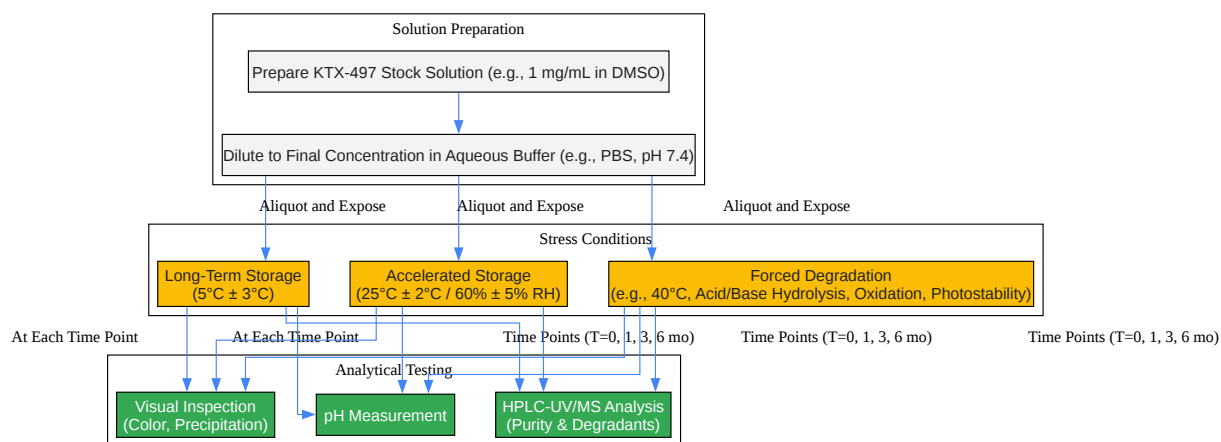 Solution Preparation
Prepare KTX-497 Stock Solution (e.g., 1 mg/mL in DMSO)
Dilute to Final Concentration in Aqueous Buffer (e.g., PBS, pH 7.4)
Aliquot and Expose
Aliquot and Expose
Aliquot and Expose
Stress Conditions
Long-Term Storage
(5°C ± 3°C)
Accelerated Storage
(25°C ± 2°C / 60% ± 5% RH)
Forced Degradation
(e.g., 40°C, Acid/Base Hydrolysis, Oxidation, Photostability)
At Each Time Point
At Each Time Point
Time Points (T=0, 1, 3, 6 mo)
Time Points (T=0, 1, 3, 6 mo)
Time Points (T=0, 1, 3, 6 mo)
Analytical Testing
Visual Inspection
(Color, Precipitation)
pH Measurement
HPLC-UV/MS Analysis
(Purity & Degradants)